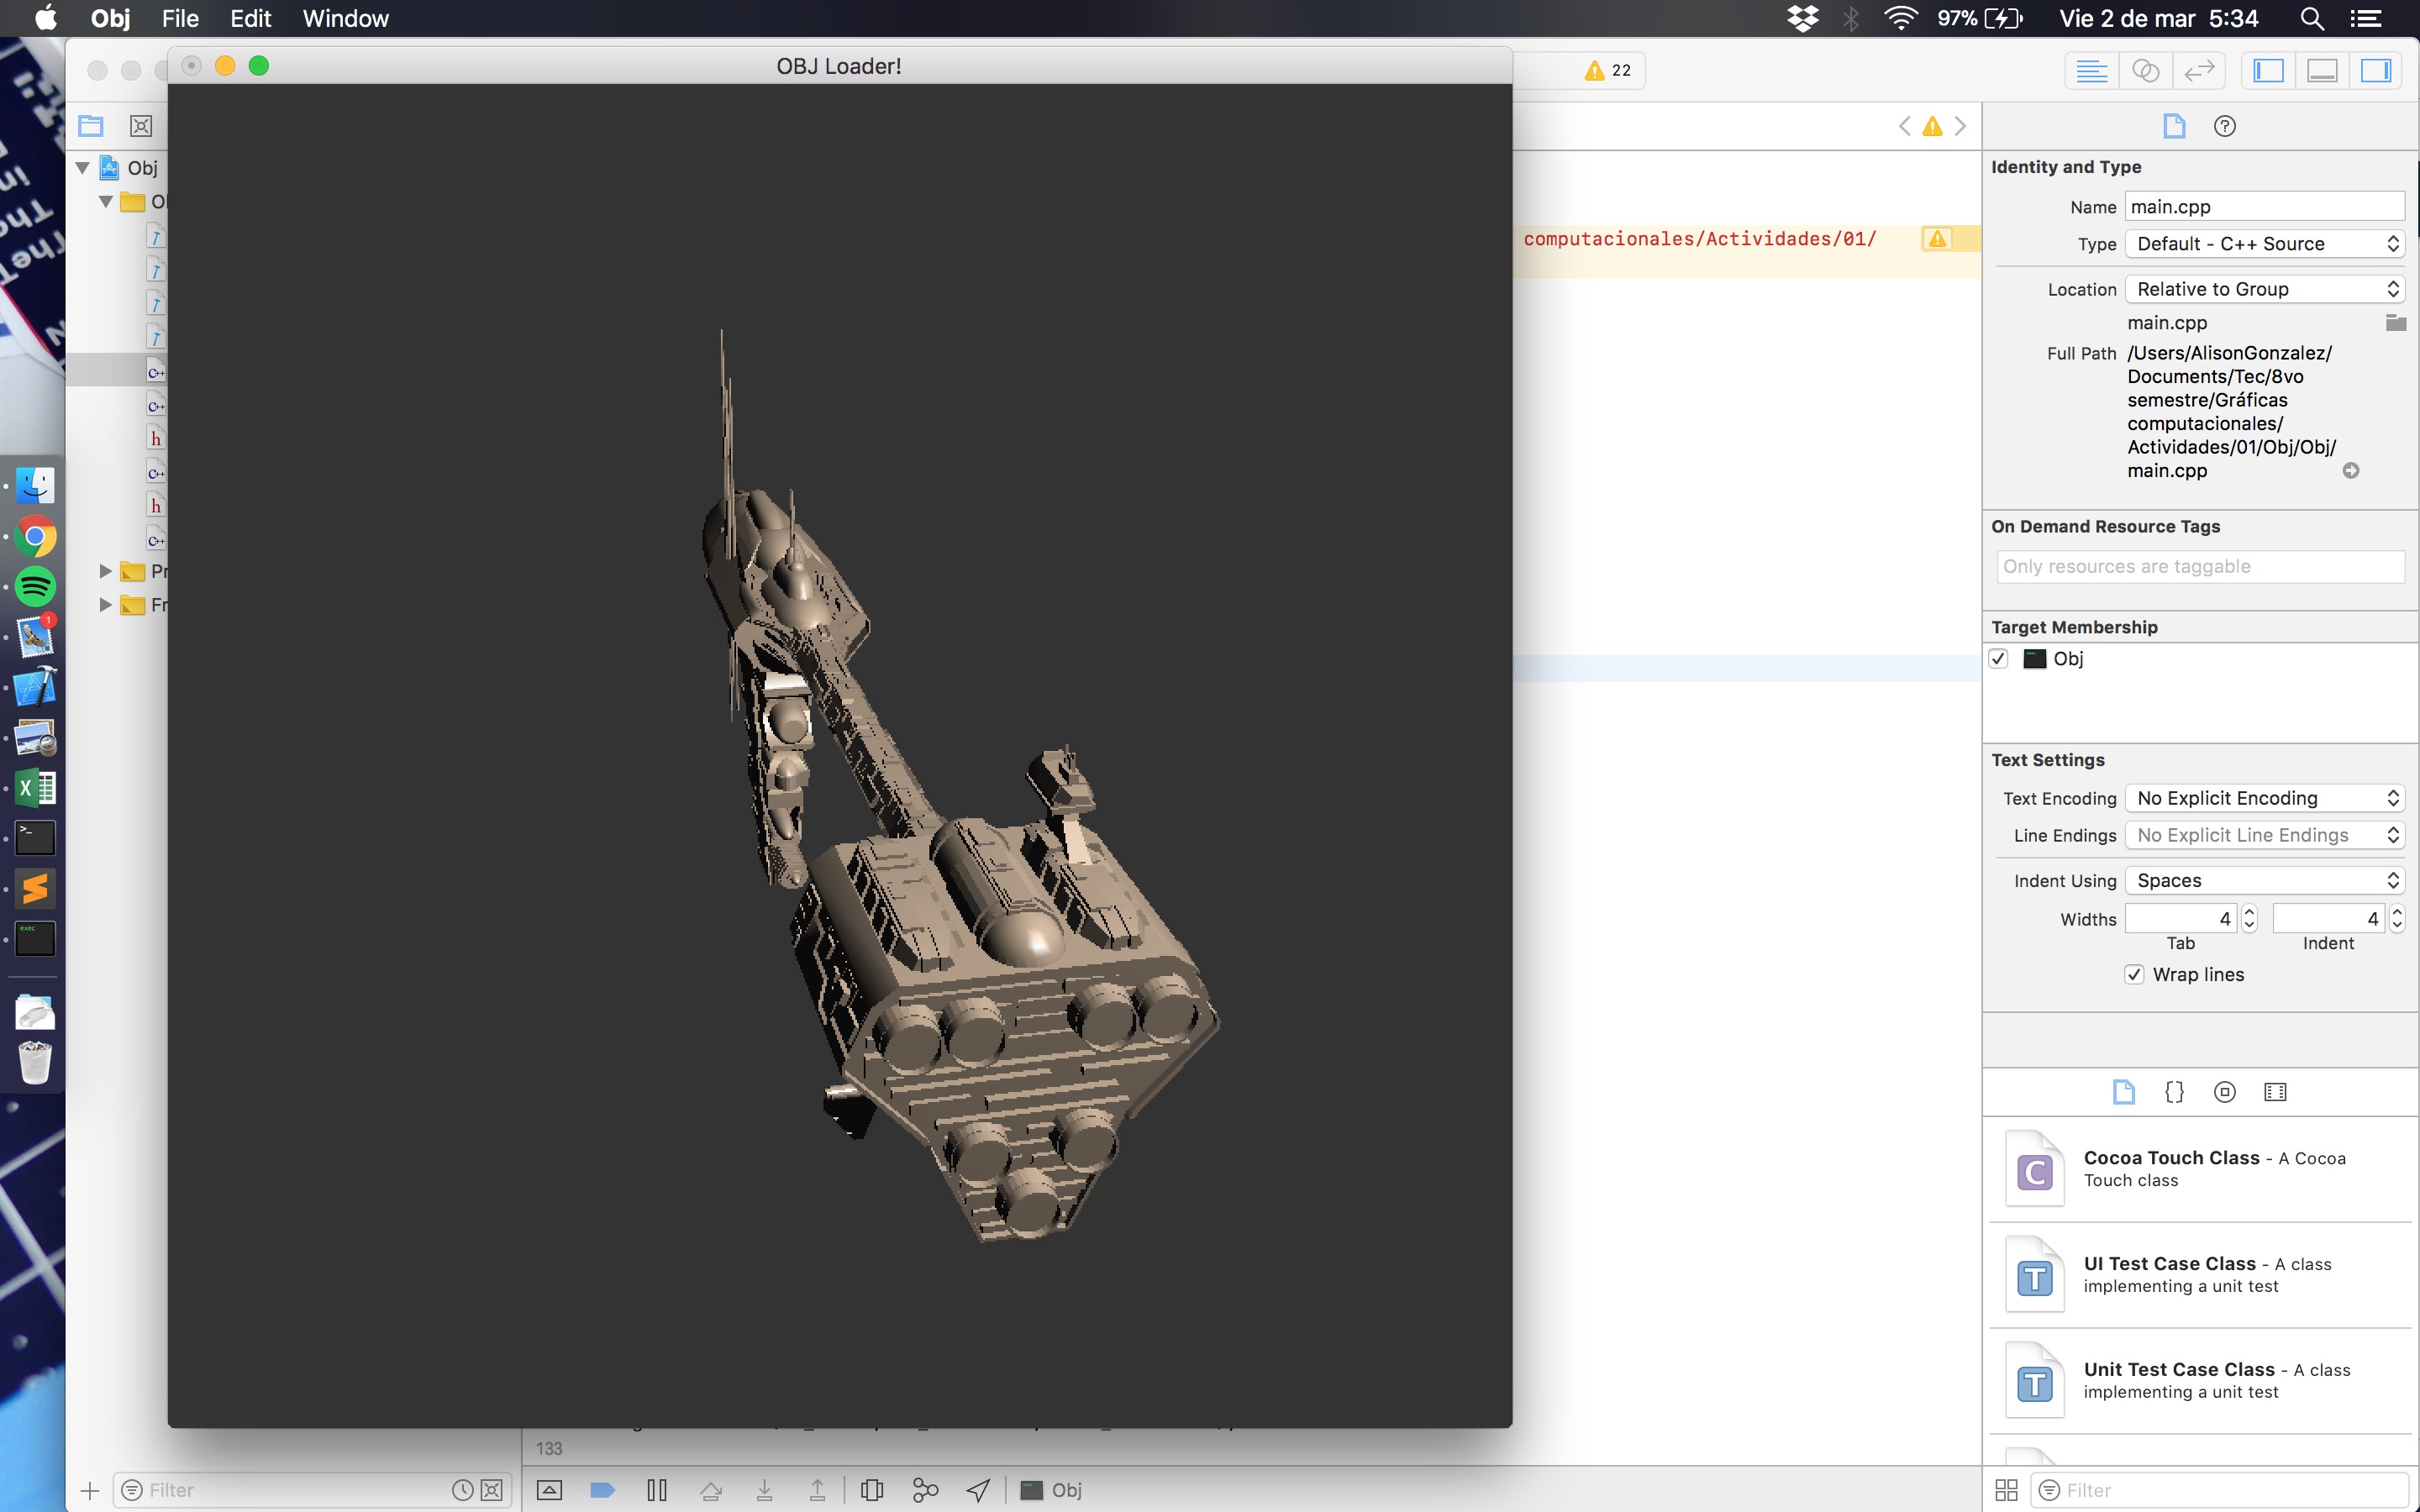 Obj File Edit Window
97% Vie 2 de mar 5:34
OBJ Loader!
22
Obj
computacionales/Actividades/01/
C++
C++
h
C++
h
C++
1
exec
133
Filter
Obj
Identity and Type
Name main.cpp
Type Default - C++ Source
Location Relative to Group
main.cpp
Full Path /Users/AlisonGonzalez/
Documents/Tec/8vo
semestre/Gráficas
computacionales/
Actividades/01/Obj/Obj/
main.cpp
On Demand Resource Tags
Only resources are taggable
Target Membership
Obj
Text Settings
Text Encoding No Explicit Encoding
Line Endings No Explicit Line Endings
Indent Using Spaces
Widths 4 4
Tab Indent
Wrap lines
{}
C
Cocoa Touch Class - A Cocoa
Touch class
T
UI Test Case Class - A class
implementing a unit test
T
Unit Test Case Class - A class
implementing a unit test
Filter